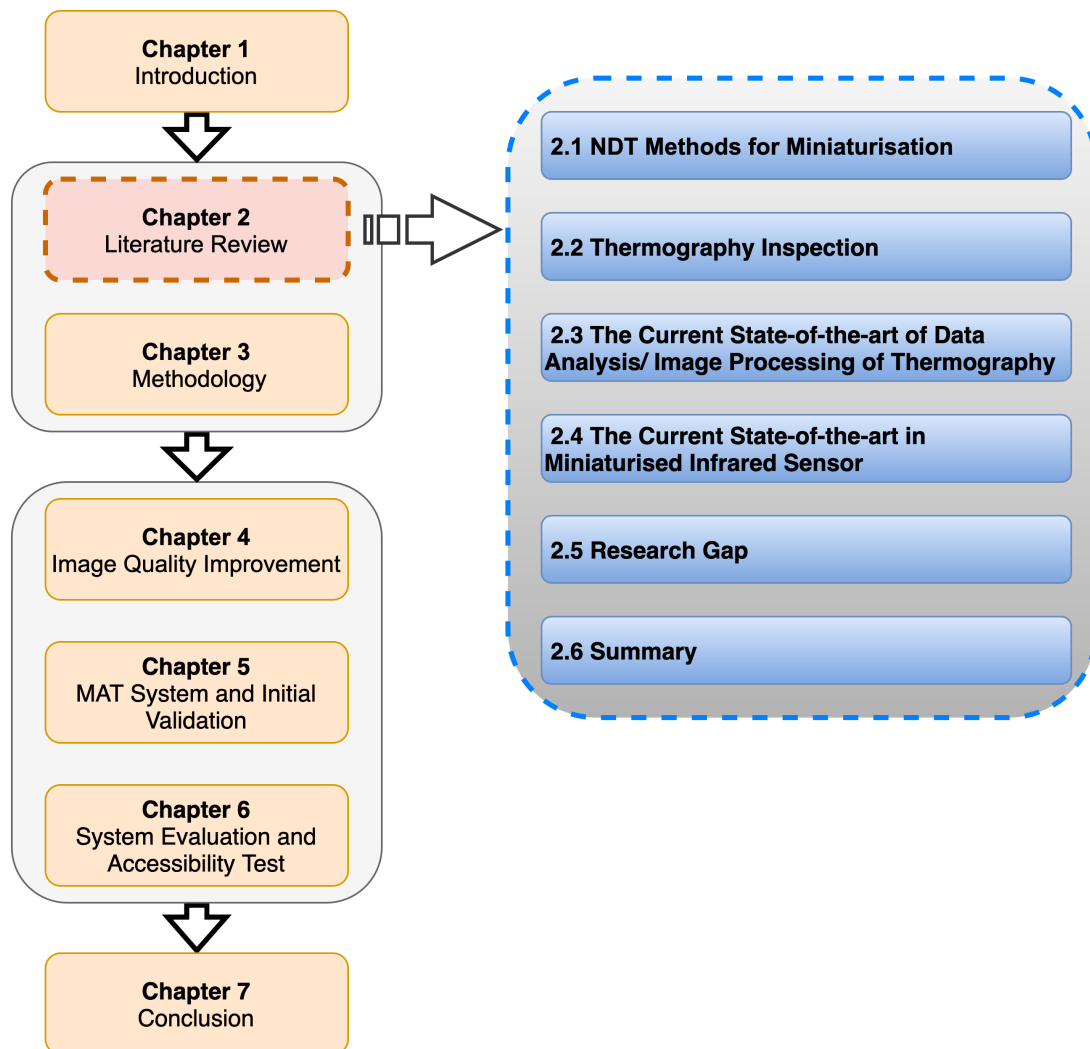 Chapter 1
Introduction
Chapter 2
Literature Review
Chapter 3
Methodology
Chapter 4
Image Quality Improvement
Chapter 5
MAT System and Initial
Validation
Chapter 6
System Evaluation and
Accessibility Test
Chapter 7
Conclusion
2.1 NDT Methods for Miniaturisation
2.2 Thermography Inspection
2.3 The Current State-of-the-art of Data
Analysis/ Image Processing of Thermography
2.4 The Current State-of-the-art in
Miniaturised Infrared Sensor
2.5 Research Gap
2.6 Summary